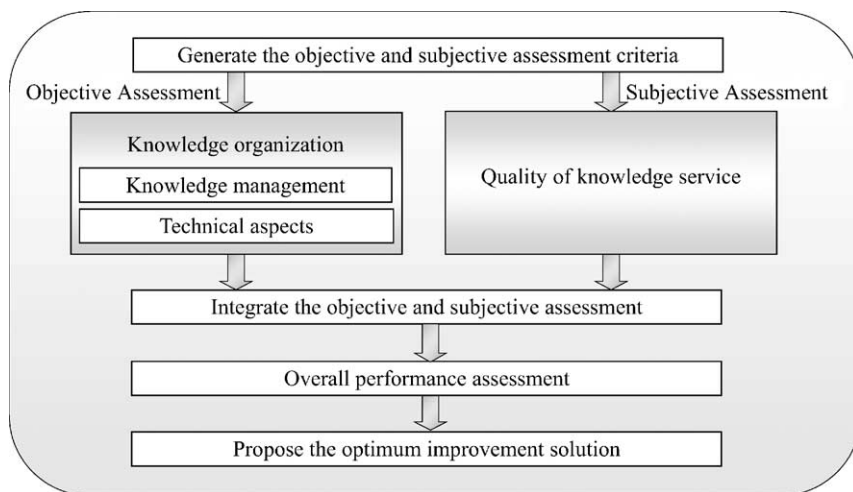 Generate the objective and subjective assessment criteria
Objective Assessment
Subjective Assessment
Knowledge organization
Knowledge management
Technical aspects
Quality of knowledge service
Integrate the objective and subjective assessment
Overall performance assessment
Propose the optimum improvement solution